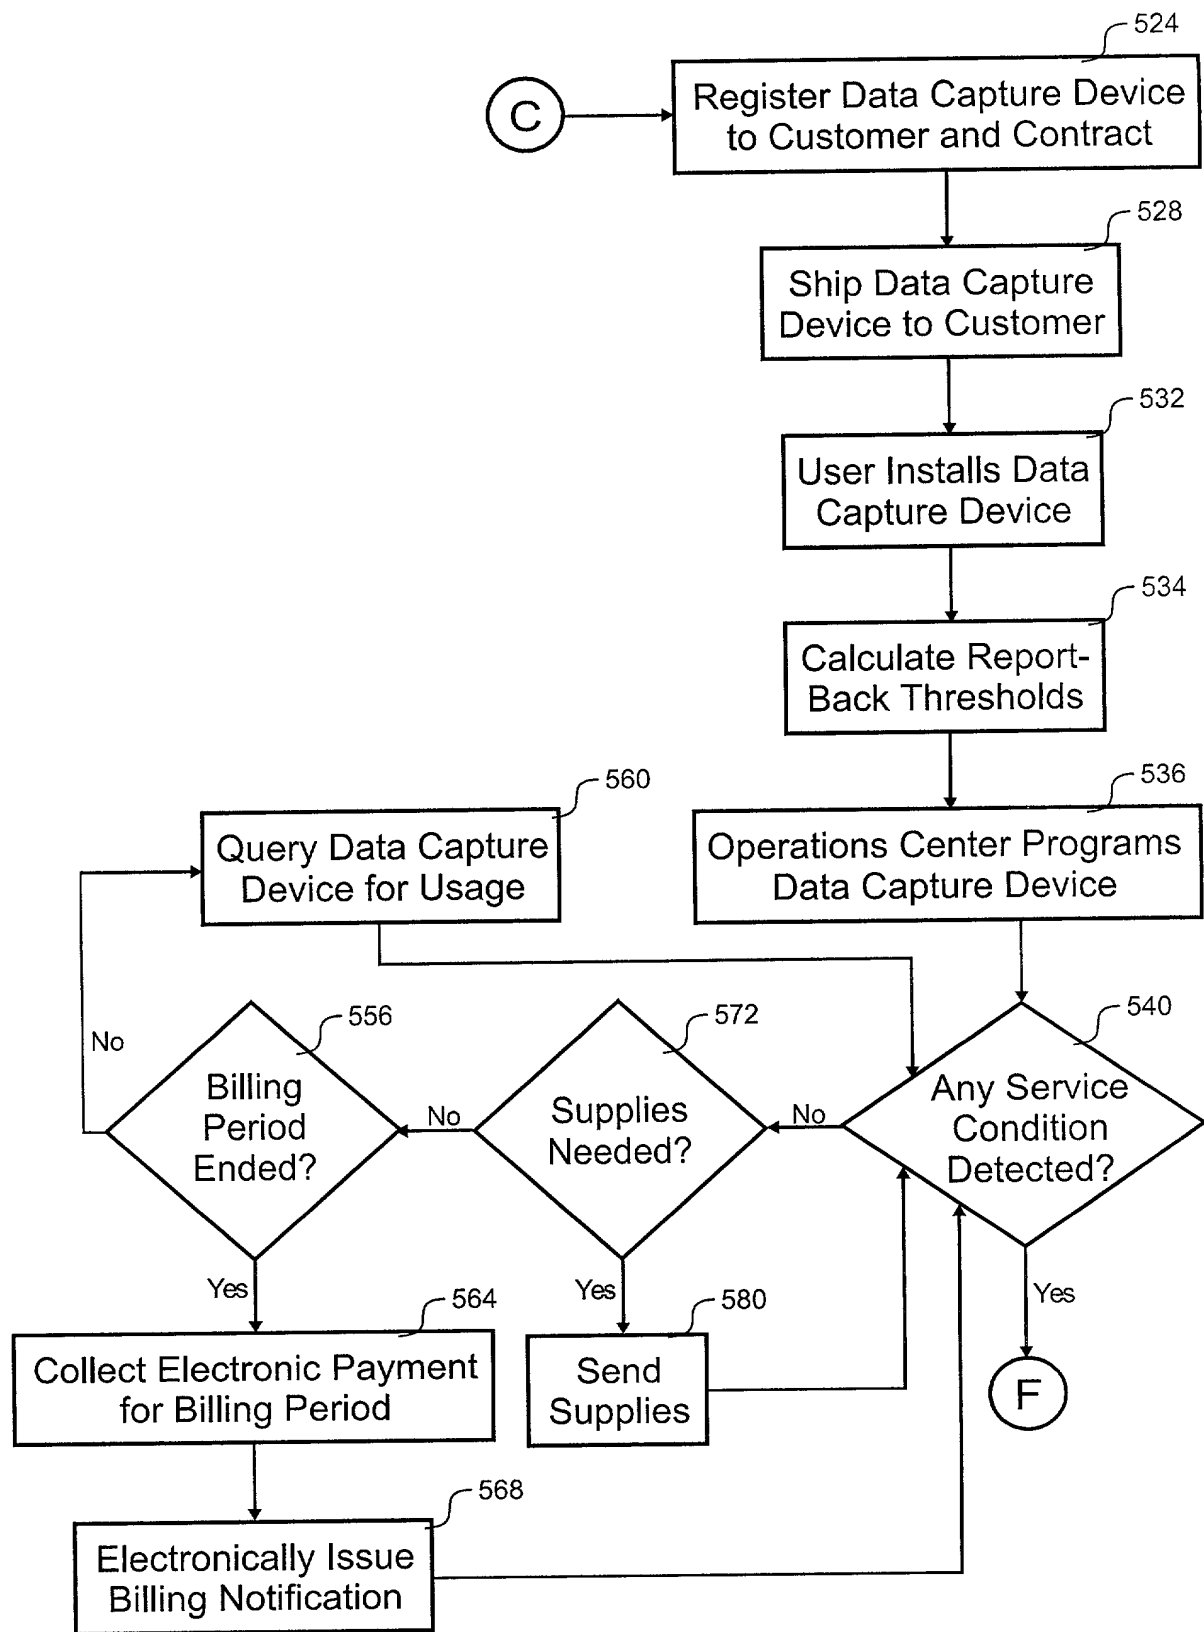 524
C
Register Data Capture Device
to Customer and Contract
528
Ship Data Capture
Device to Customer
532
User Installs Data
Capture Device
534
Calculate Report-
Back Thresholds
560
Query Data Capture
Device for Usage
536
Operations Center Programs
Data Capture Device
556
No
Billing
Period
Ended?
572
No
Supplies
Needed?
540
No
Any Service
Condition
Detected?
Yes
564
Collect Electronic Payment
for Billing Period
Yes
580
Send
Supplies
Yes
F
568
Electronically Issue
Billing Notification